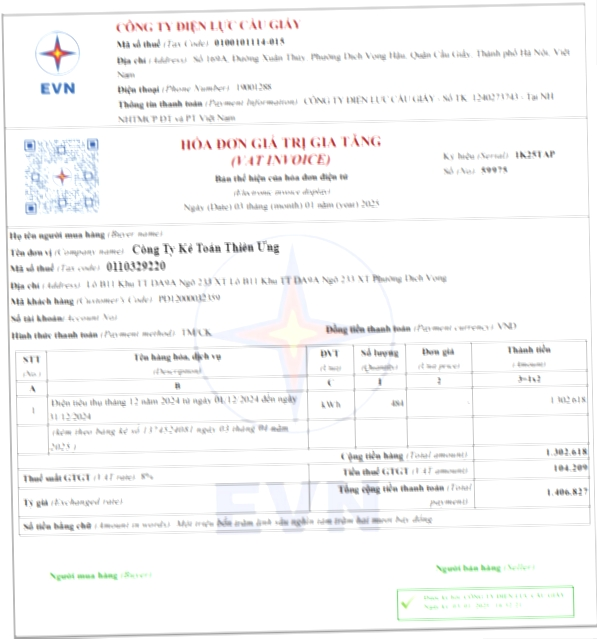 CÔNG TY ĐIỆN LỰC CẦU GIẤY
Mã số thuế (Tax Code): 0100101114-015
Địa chỉ (Address): Số 169A, Đường Xuân Thủy, Phường Dịch Vọng Hậu, Quận Cầu Giấy, Thành phố Hà Nội, Việt
Nam
Điện thoại (Phone Number): 19001288
Thông tin thanh toán (Payment Information): CÔNG TY ĐIỆN LỰC CẦU GIẤY - Số TK: 1240273743 - Tại NH
NHTMCP ĐT và PT Việt Nam
EVN
HÓA ĐƠN GIÁ TRỊ GIA TĂNG
(VAT INVOICE)
Bản thể hiện của hóa đơn điện tử
(Electronic invoice display)
Ngày (Date) 03 tháng (month) 01 năm (year) 2025
Ký hiệu (Serial) 1K25TAP
Số (No) 59975
Họ tên người mua hàng (Buyer name):
Tên đơn vị (Company name): Công Ty Kế Toán Thiên Ưng
Mã số thuế (Tax code): 0110329220
Địa chỉ (Address): Lô B11 Khu TT DA9A Ngõ 233 XT Lô B11 Khu TT DA9A Ngõ 233 XT Phường Dịch Vọng
Mã khách hàng (Customer's Code): PD12000032359
Số tài khoản (Account No):
Hình thức thanh toán (Payment method): TM/CK
Đồng tiền thanh toán (Payment currency): VND
STT Tên hàng hóa, dịch vụ ĐVT Số lượng Đơn giá Thành tiền
(No.) (Description) (Unit) (Quantity) (Unit price) (Amount)
A B C 1 2 3=1x2
1 Điện tiêu thụ tháng 12 năm 2024 từ ngày 01/12/2024 đến ngày
31/12/2024 kWh 484 - 1.302.618
(kèm theo bảng kê số 1374524081 ngày 03 tháng 01 năm
2025 )
Cộng tiền hàng (Total amount): 1.302.618
Thuế suất GTGT (VAT rate): 8% Tiền thuế GTGT (VAT amount): 104.209
Tỷ giá (Exchanged rate): Tổng cộng tiền thanh toán (Total
payment): 1.406.827
EVN
Số tiền bằng chữ (Amount in words): Một triệu bốn trăm linh sáu nghìn tám trăm hai mươi bảy đồng
Người mua hàng (Buyer)
Người bán hàng (Seller)
CÔNG TY ĐIỆN LỰC CẦU GIẤY